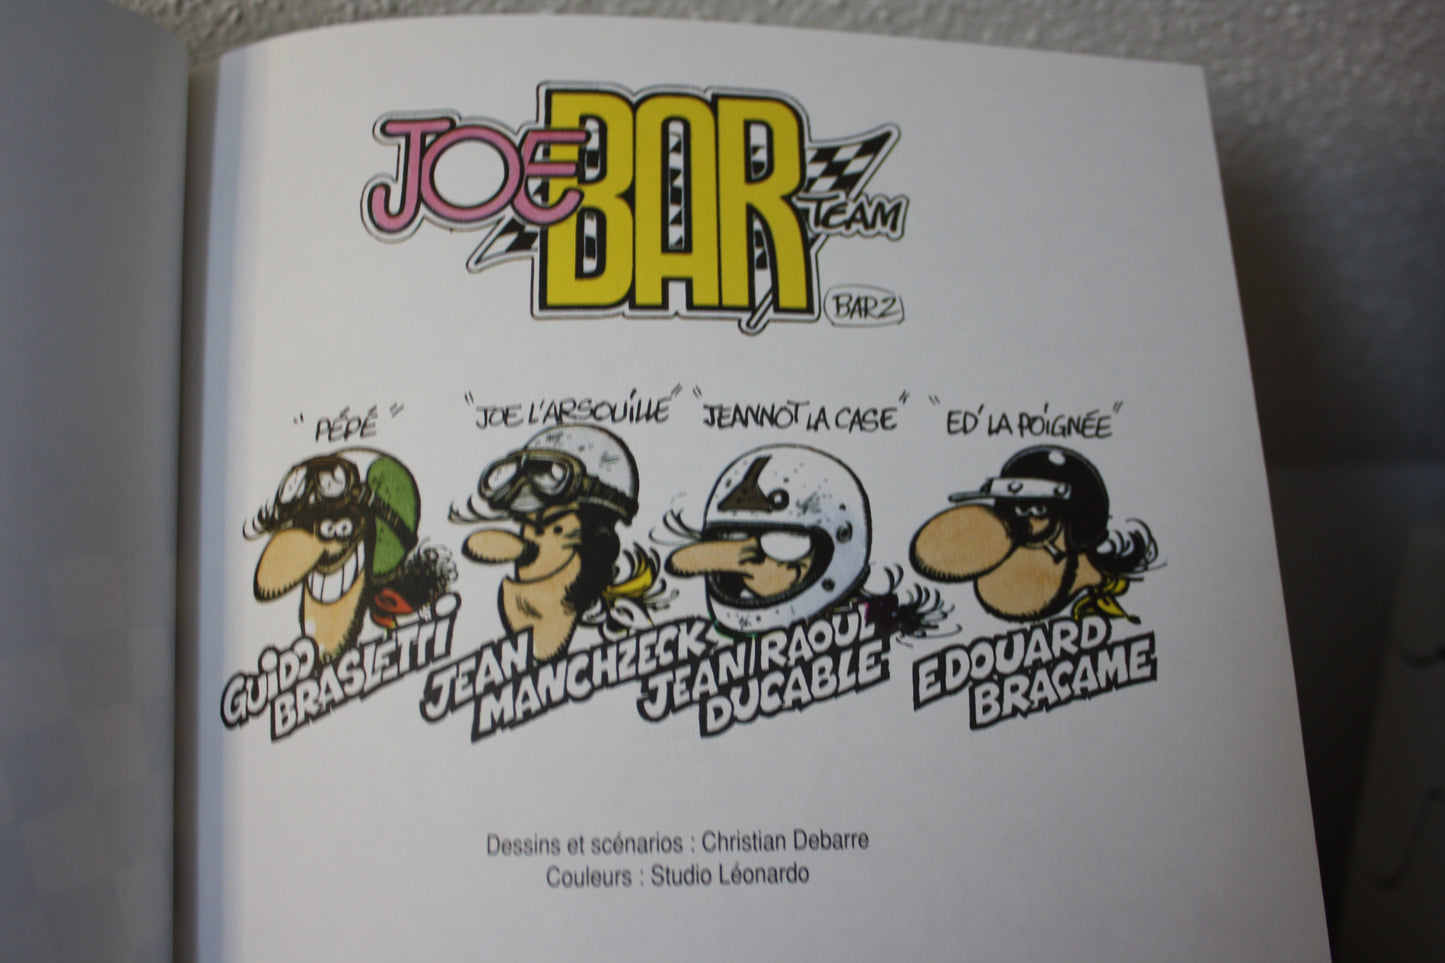 JOE BAR TEAM
BAR2
"PÉPÉ"
"JOE L'ARSOUILLE"
"JEANNOT LA CASE"
"ED' LA POIGNÉE"
GUIDO
BRASLETTI
JEAN
MANCHZECK
JEAN/RAOUL
DUCABLE
EDOUARD
BRACAME
Dessins et scénarios : Christian Debarre
Couleurs : Studio Léonardo